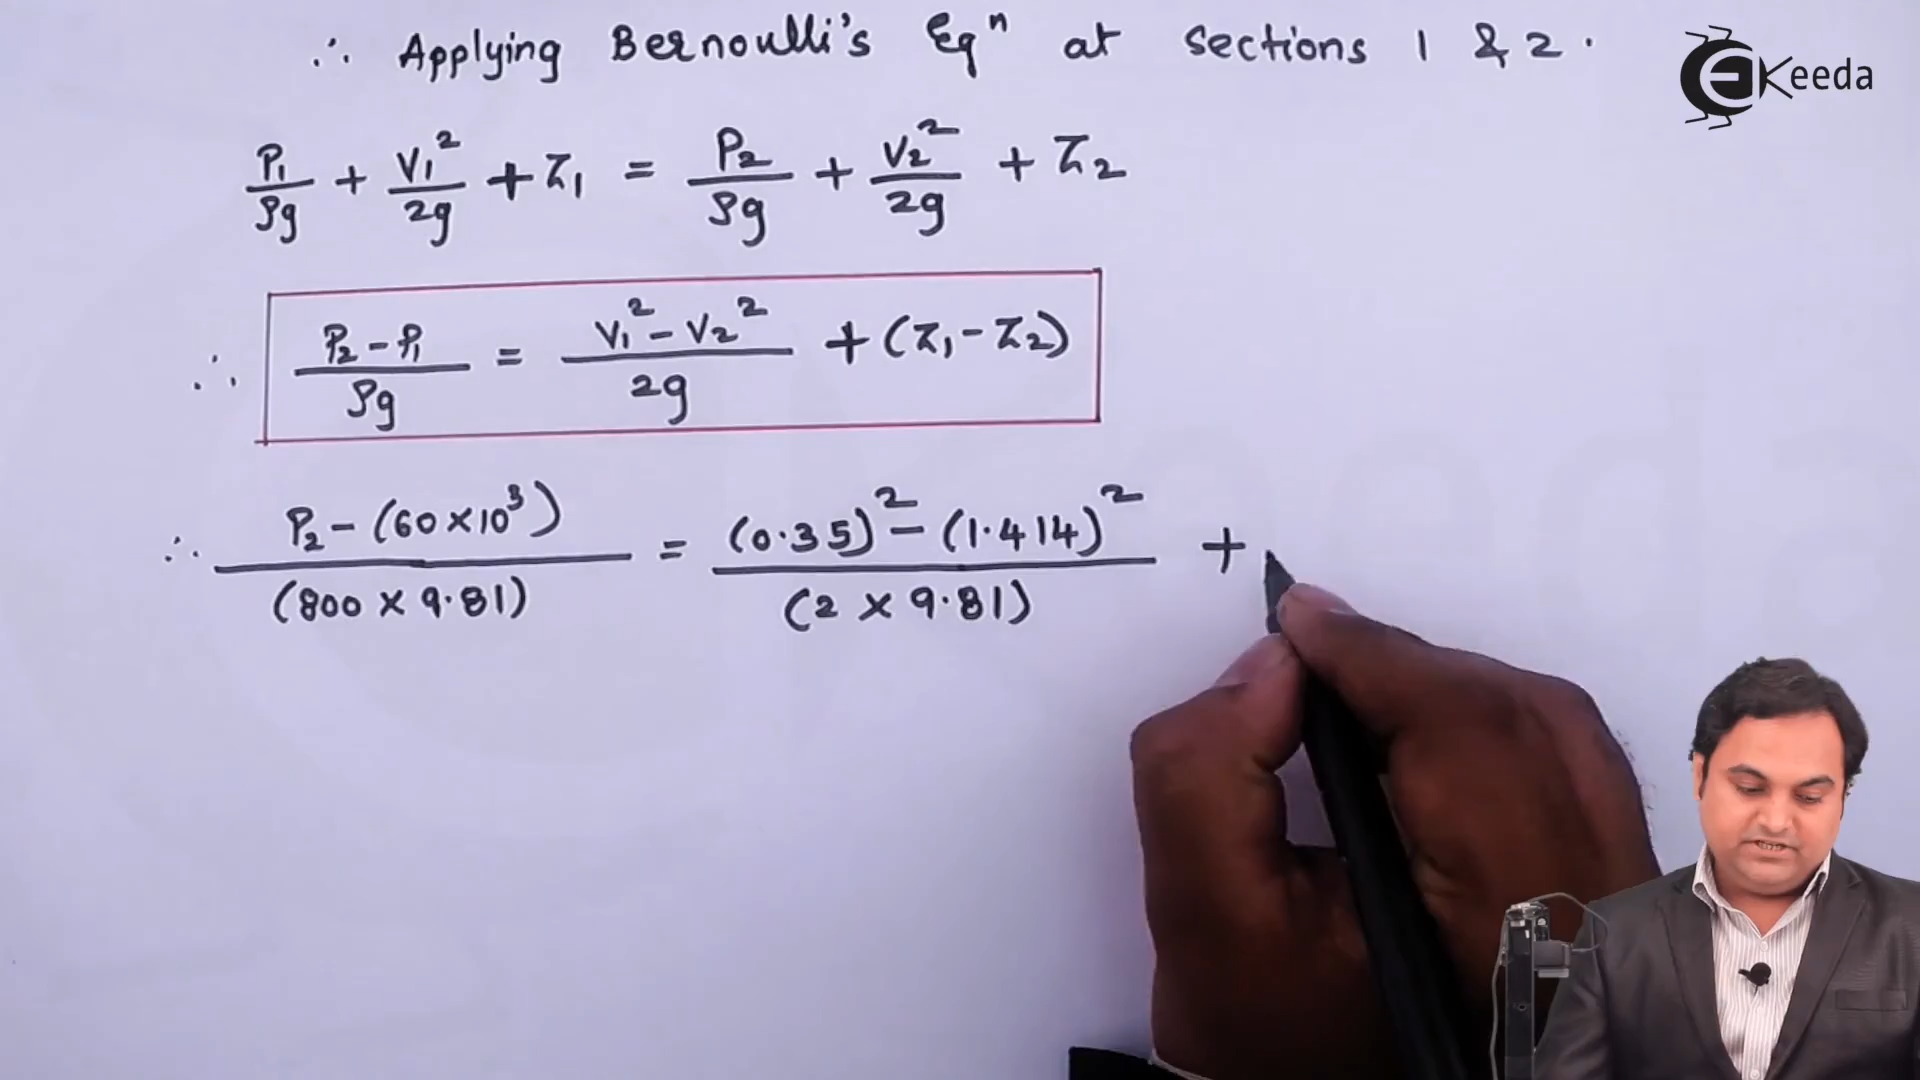 ∴ Applying Bernoulli's Eqⁿ at sections 1 & 2.
EKeeda
P₁/ρg + V₁²/2g + Z₁ = P₂/ρg + V₂²/2g + Z₂
∴ P₂ - P₁/ρg = V₁² - V₂²/2g + (Z₁ - Z₂)
∴ P₂ - (60 × 10³)/(800 × 9.81) = (0.35)² - (1.414)²/(2 × 9.81) +